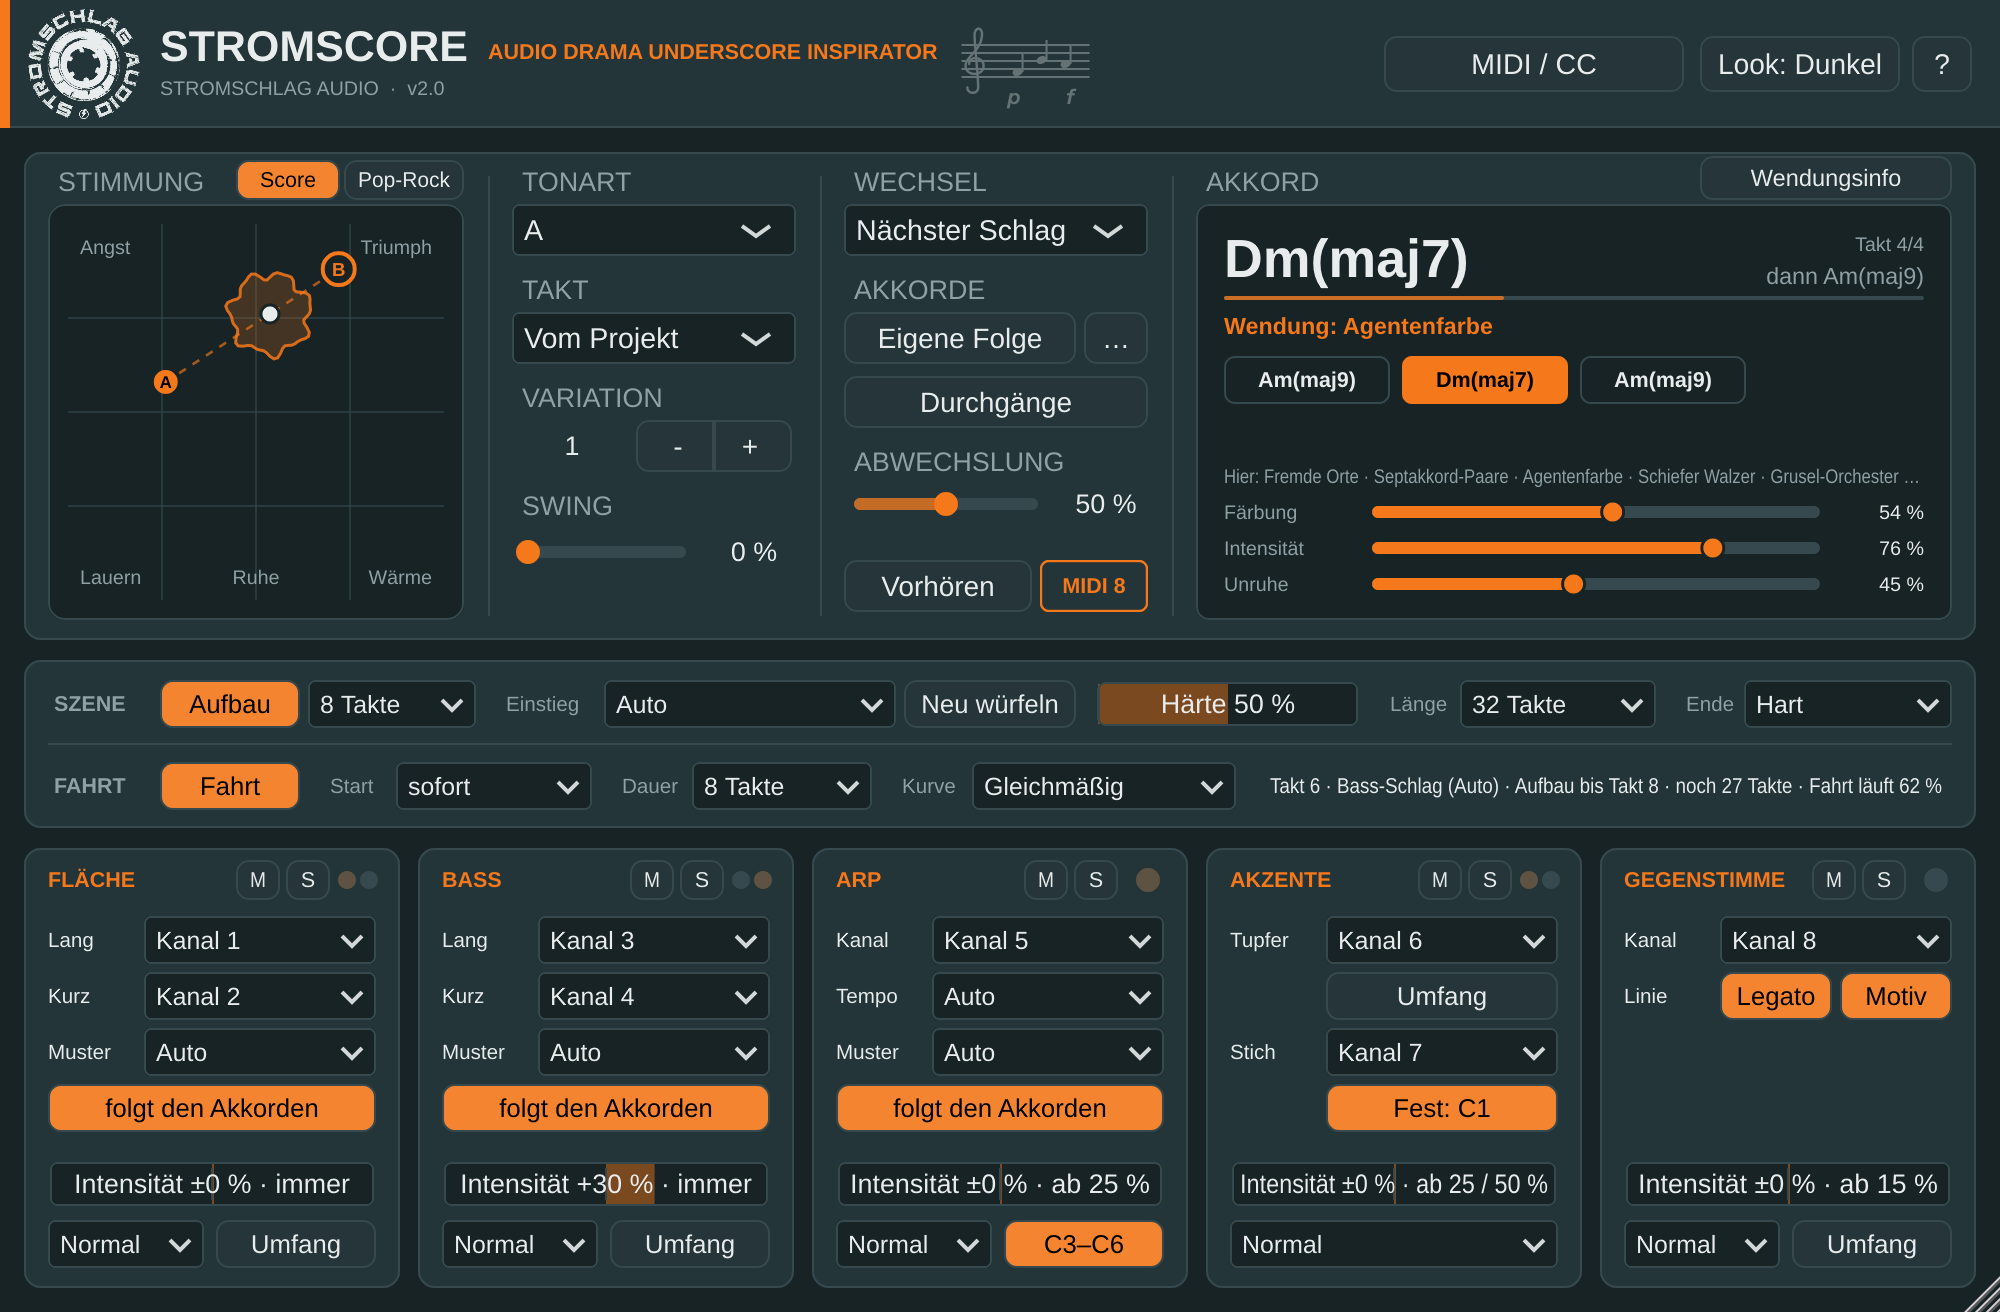 STROMSCHLAG AUDIO
STROMSCORE AUDIO DRAMA UNDERSCORE INSPIRATOR
STROMSCHLAG AUDIO · v2.0
p f
MIDI / CC Look: Dunkel ?
STIMMUNG Score Pop-Rock
Angst Triumph
B
A
Lauern Ruhe Wärme
TONART
A
TAKT
Vom Projekt
VARIATION
1 - +
SWING
0 %
WECHSEL
Nächster Schlag
AKKORDE
Eigene Folge ...
Durchgänge
ABWECHSLUNG
50 %
Vorhören MIDI 8
AKKORD Wendungsinfo
Dm(maj7) Takt 4/4
dann Am(maj9)
Wendung: Agentenfarbe
Am(maj9) Dm(maj7) Am(maj9)
Hier: Fremde Orte · Septakkord-Paare · Agentenfarbe · Schiefer Walzer · Grusel-Orchester ...
Färbung 54 %
Intensität 76 %
Unruhe 45 %
SZENE Aufbau 8 Takte Einstieg Auto Neu würfeln Härte 50 % Länge 32 Takte Ende Hart
FAHRT Fahrt Start sofort Dauer 8 Takte Kurve Gleichmäßig Takt 6 · Bass-Schlag (Auto) · Aufbau bis Takt 8 · noch 27 Takte · Fahrt läuft 62 %
FLÄCHE M S
Lang Kanal 1
Kurz Kanal 2
Muster Auto
folgt den Akkorden
Intensität ±0 % · immer
Normal Umfang
BASS M S
Lang Kanal 3
Kurz Kanal 4
Muster Auto
folgt den Akkorden
Intensität +30 % · immer
Normal Umfang
ARP M S
Kanal Kanal 5
Tempo Auto
Muster Auto
folgt den Akkorden
Intensität ±0 % · ab 25 %
Normal C3–C6
AKZENTE M S
Tupfer Kanal 6
Umfang
Stich Kanal 7
Fest: C1
Intensität ±0 % · ab 25 / 50 %
Normal
GEGENSTIMME M S
Kanal Kanal 8
Linie Legato Motiv
Intensität ±0 % · ab 15 %
Normal Umfang